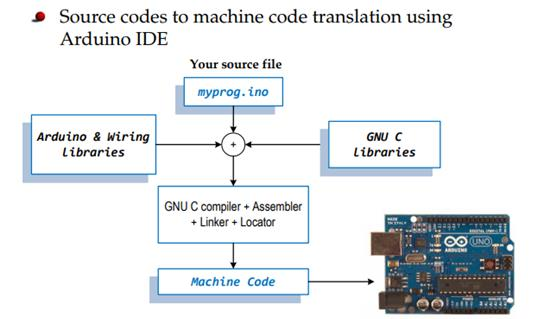 Source codes to machine code translation using
Arduino IDE
Your source file
myprog.ino
Arduino & Wiring
Libraries
+
GNU C
Libraries
GNU C compiler + Assembler
+ Linker + Locator
Machine Code
UNO
ARDUINO